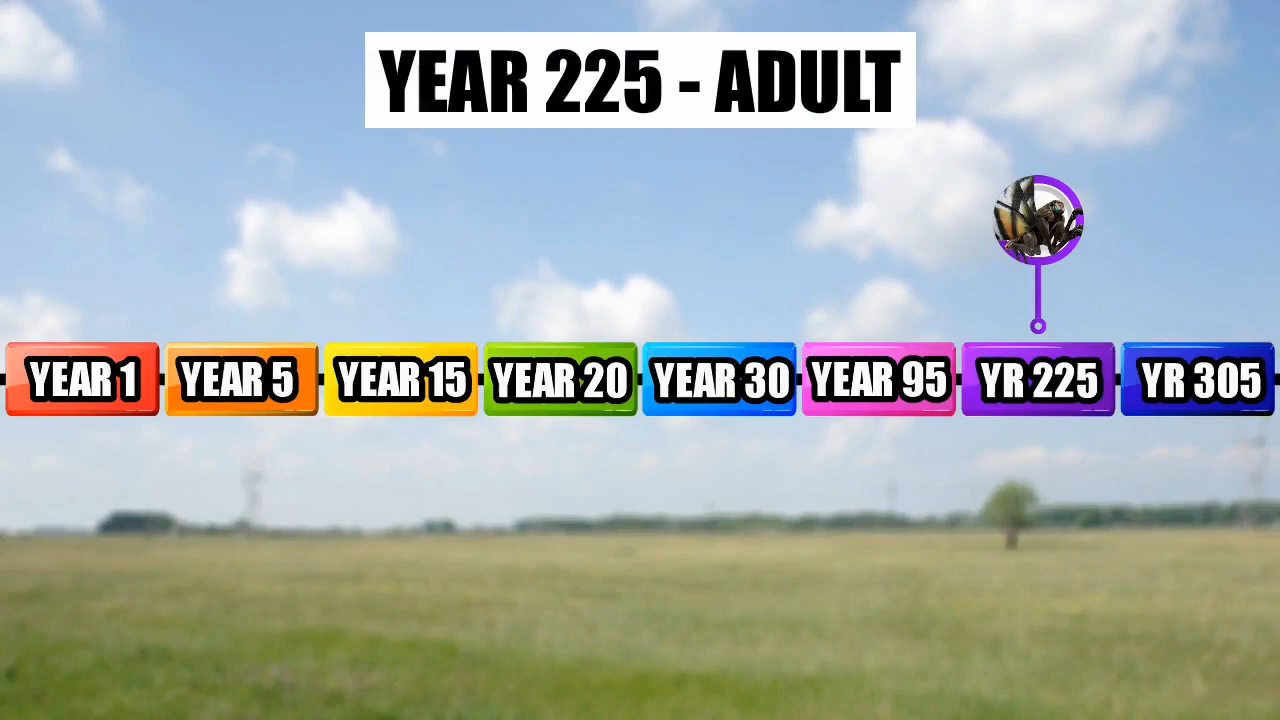 YEAR 225 - ADULT
YEAR 1
YEAR 5
YEAR 15
YEAR 20
YEAR 30
YEAR 95
YR 225
YR 305